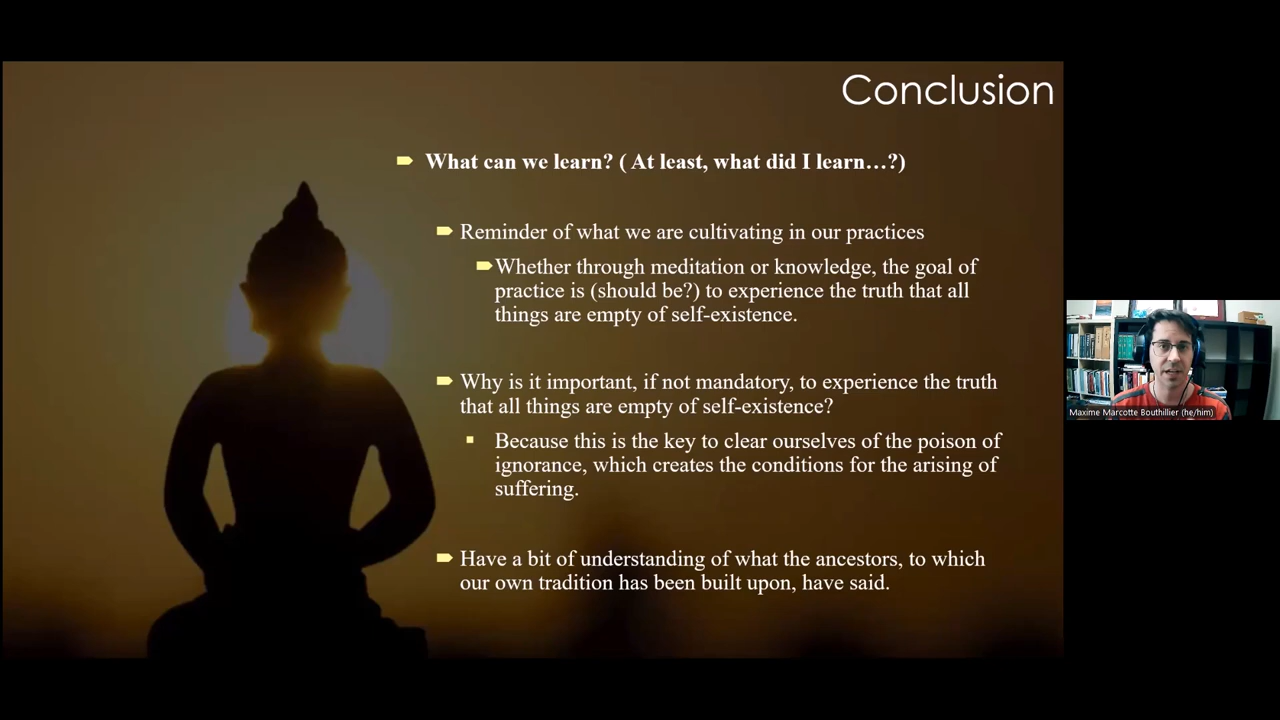 Conclusion
What can we learn? ( At least, what did I learn…?)
Reminder of what we are cultivating in our practices
Whether through meditation or knowledge, the goal of
practice is (should be?) to experience the truth that all
things are empty of self-existence.
Why is it important, if not mandatory, to experience the truth
that all things are empty of self-existence?
Because this is the key to clear ourselves of the poison of
ignorance, which creates the conditions for the arising of
suffering.
Have a bit of understanding of what the ancestors, to which
our own tradition has been built upon, have said.
Maxime Marcotte Bouthillier (he/him)